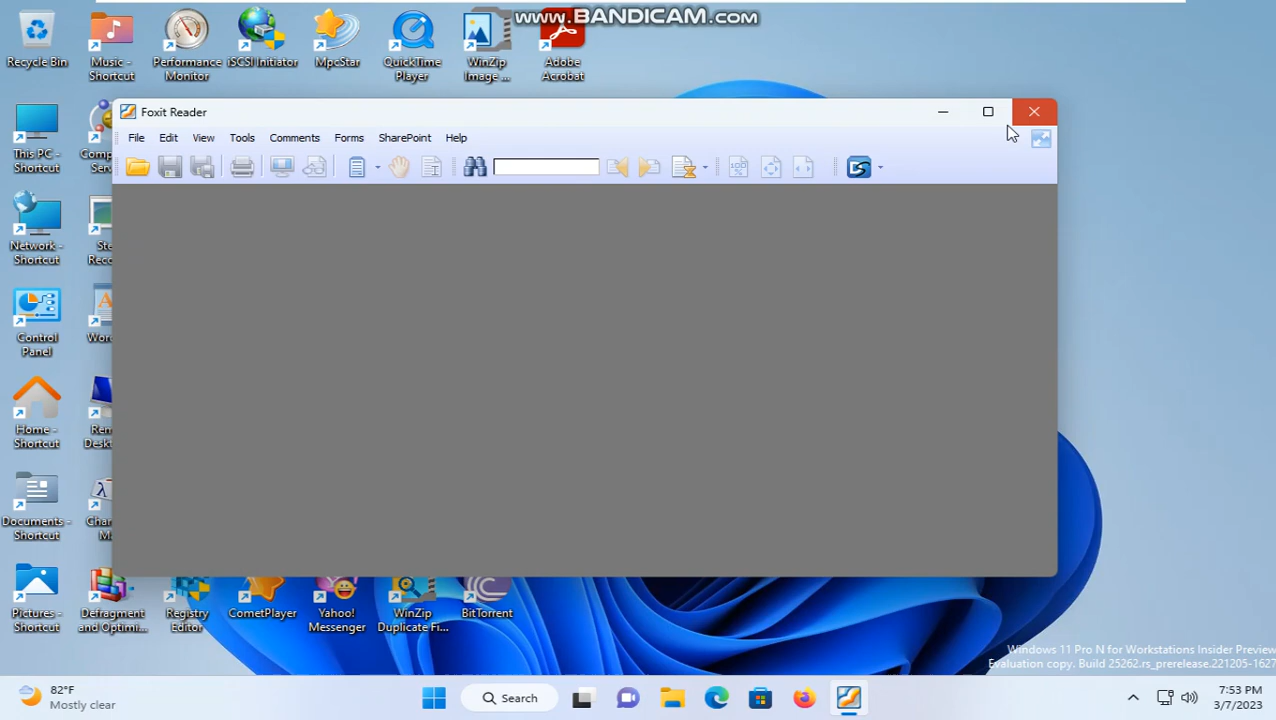 www.BANDICAM.com
Recycle Bin
Music -
Shortcut
Performance
Monitor
iSCSI Initiator
MpcStar
QuickTime
Player
WinZip
Image ...
Adobe
Acrobat
Foxit Reader
File Edit View Tools Comments Forms SharePoint Help
This PC -
Shortcut
Network -
Shortcut
Control
Panel
Home -
Shortcut
Documents -
Shortcut
Pictures -
Shortcut
Defragment
and Optimi...
Registry
Editor
CometPlayer
Yahoo!
Messenger
WinZip
Duplicate Fi...
BitTorrent
Windows 11 Pro N for Workstations Insider Preview
Evaluation copy. Build 25262.rs_prerelease.221205-1627
82°F
Mostly clear
Search
7:53 PM
3/7/2023